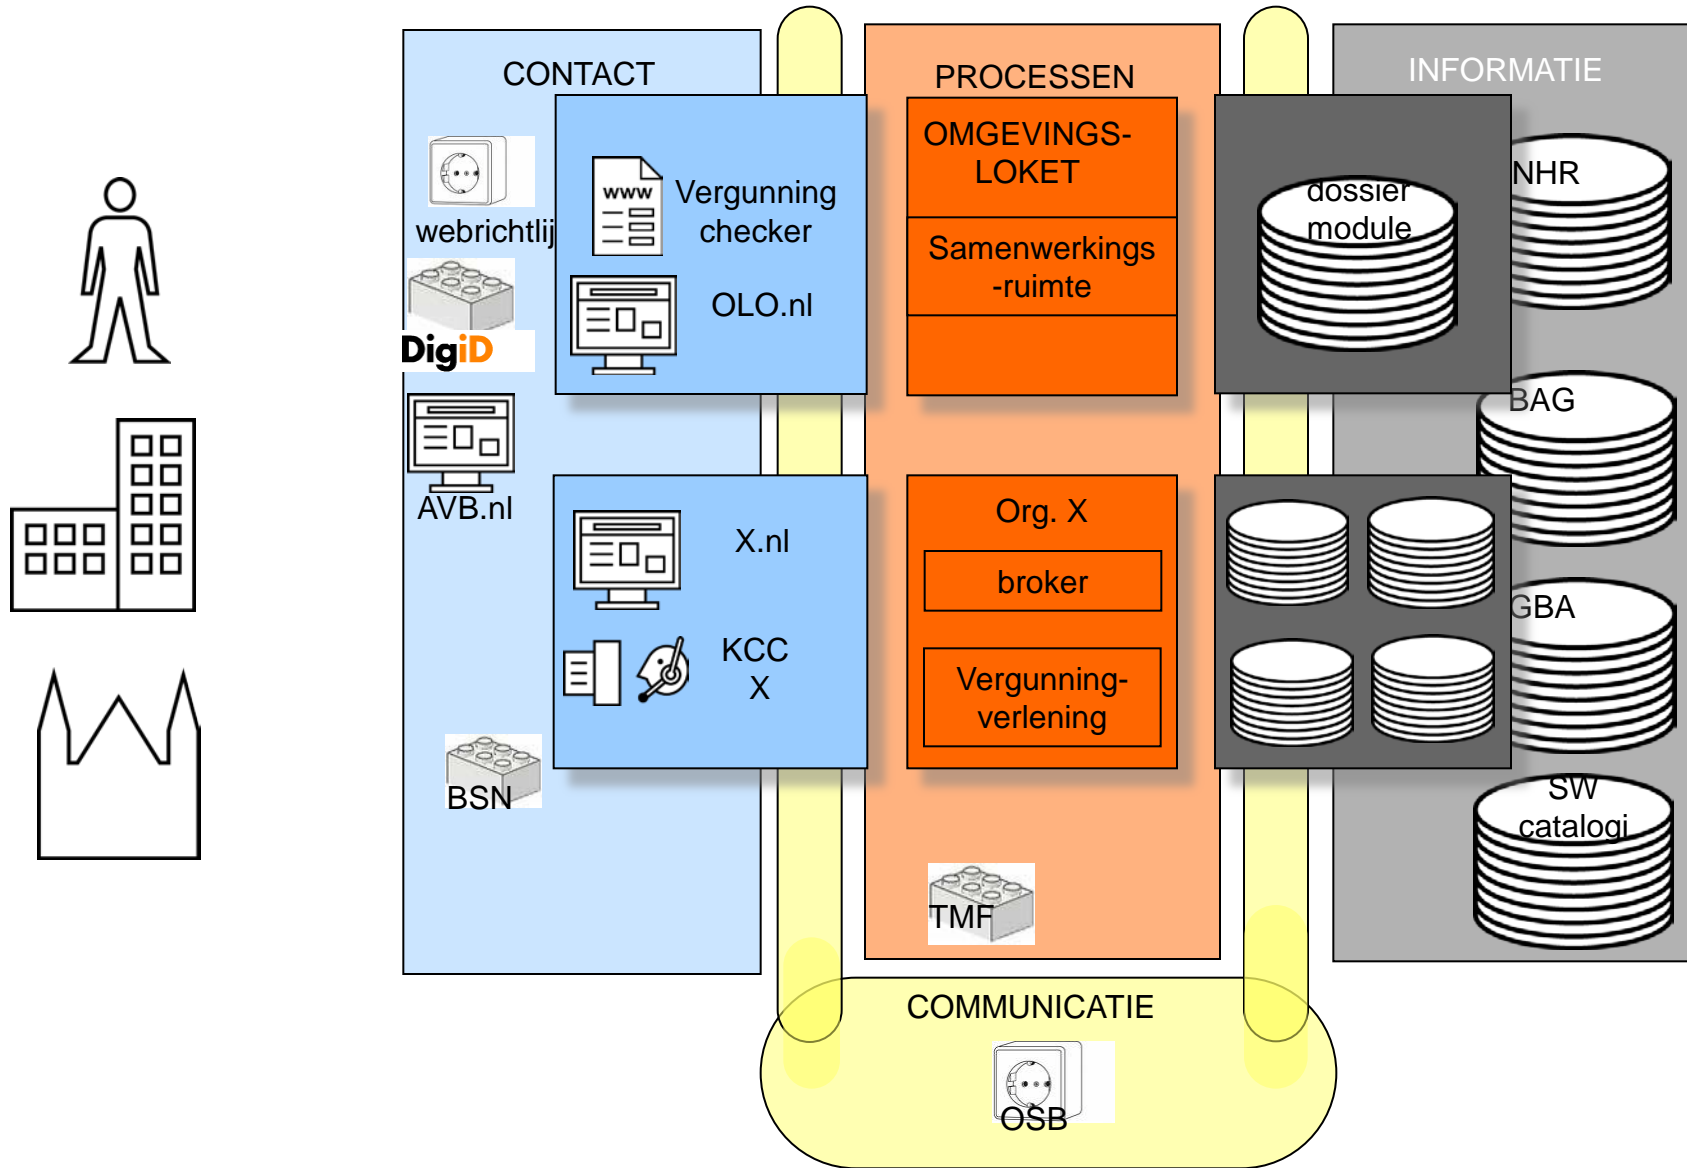 CONTACT
webrichtlij
DigiD
AVB.nl
BSN
www
Vergunning
checker
OLO.nl
X.nl
KCC
X
PROCESSEN
OMGEVINGS-
LOKET
Samenwerkings
-ruimte
Org. X
broker
Vergunning-
verlening
TMF
INFORMATIE
dossier
module
NHR
BAG
GBA
SW
catalogi
COMMUNICATIE
OSB